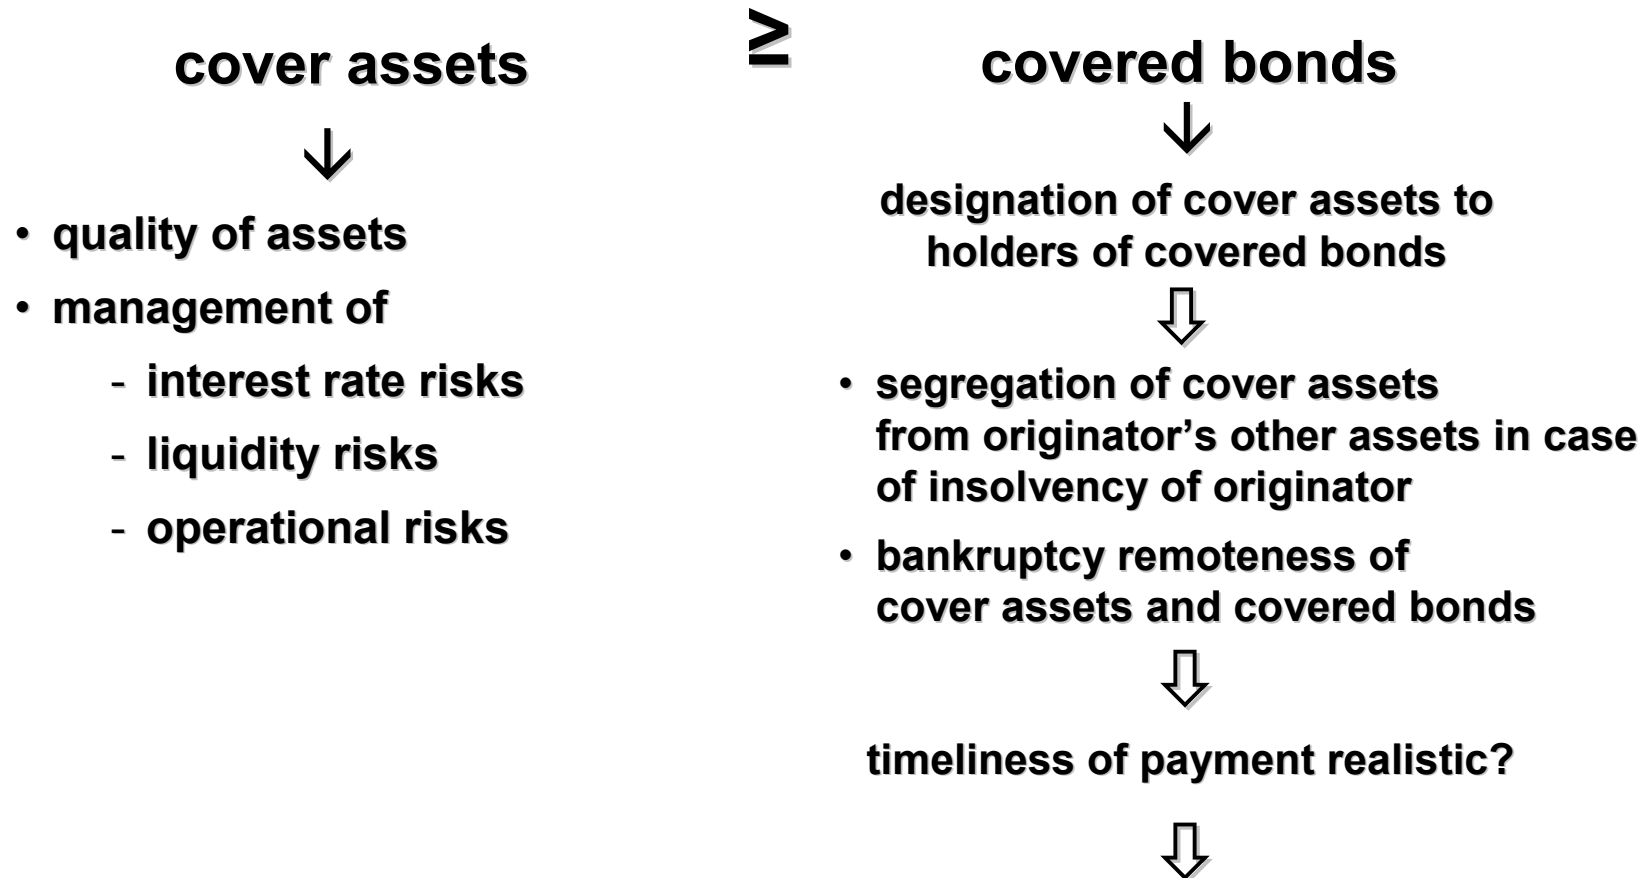 cover assets
≥
covered bonds
↓
↓
• quality of assets
• management of
- interest rate risks
- liquidity risks
- operational risks
designation of cover assets to
holders of covered bonds
⇩
• segregation of cover assets
from originator’s other assets in case
of insolvency of originator
• bankruptcy remoteness of
cover assets and covered bonds
⇩
timeliness of payment realistic?
⇩